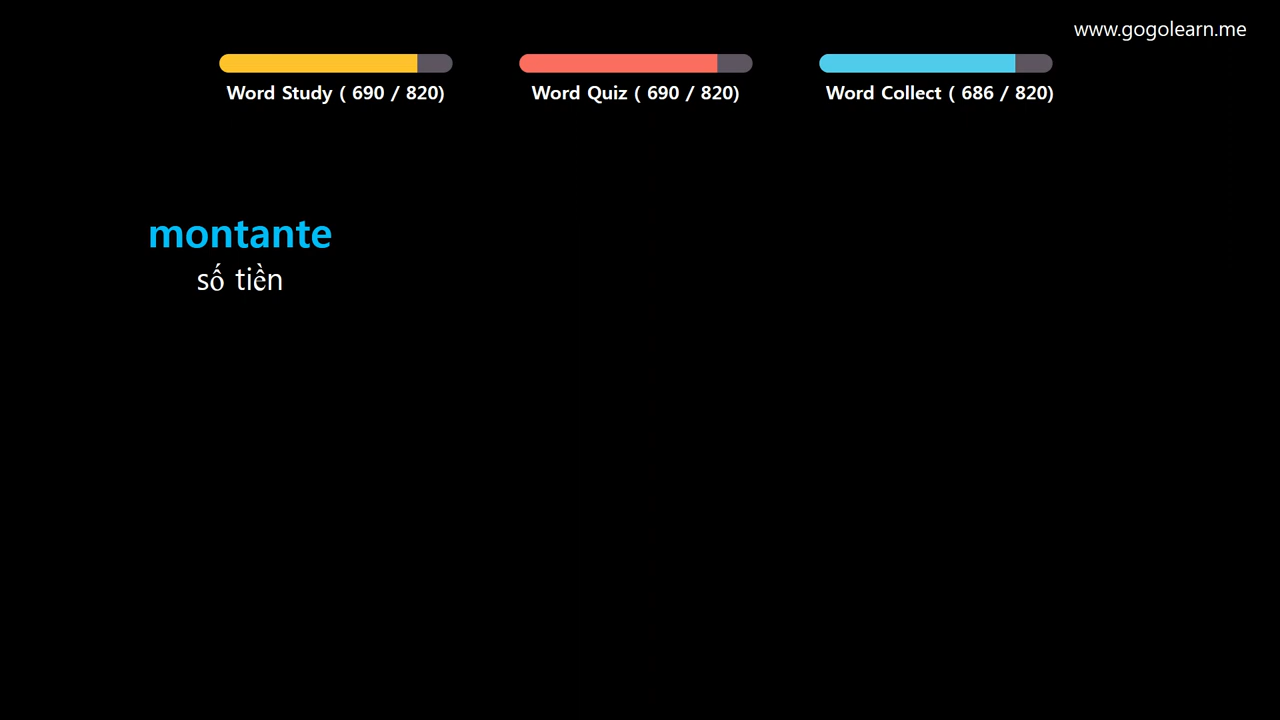 www.gogolearn.me
Word Study ( 690 / 820)
Word Quiz ( 690 / 820)
Word Collect ( 686 / 820)
montante
số tiền